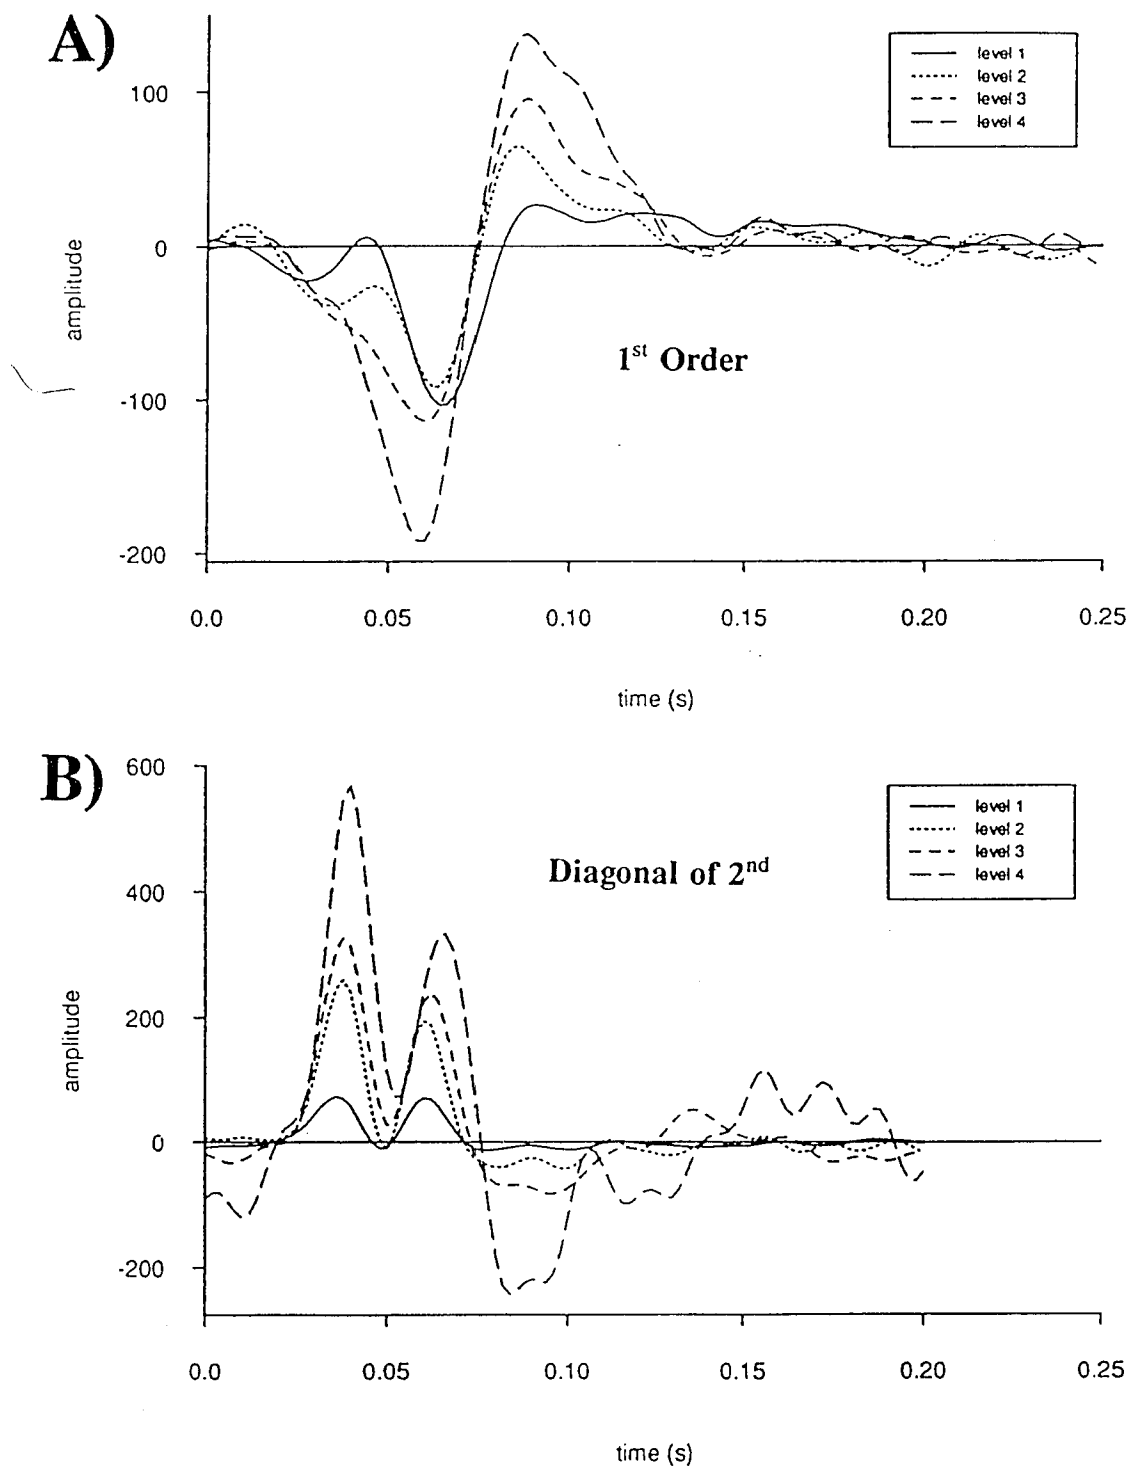 A)
level 1
level 2
level 3
level 4
100
0
-100
-200
amplitude
1st Order
0.0 0.05 0.10 0.15 0.20 0.25
time (s)
B)
600
400
200
0
-200
amplitude
level 1
level 2
level 3
level 4
Diagonal of 2nd
0.0 0.05 0.10 0.15 0.20 0.25
time (s)